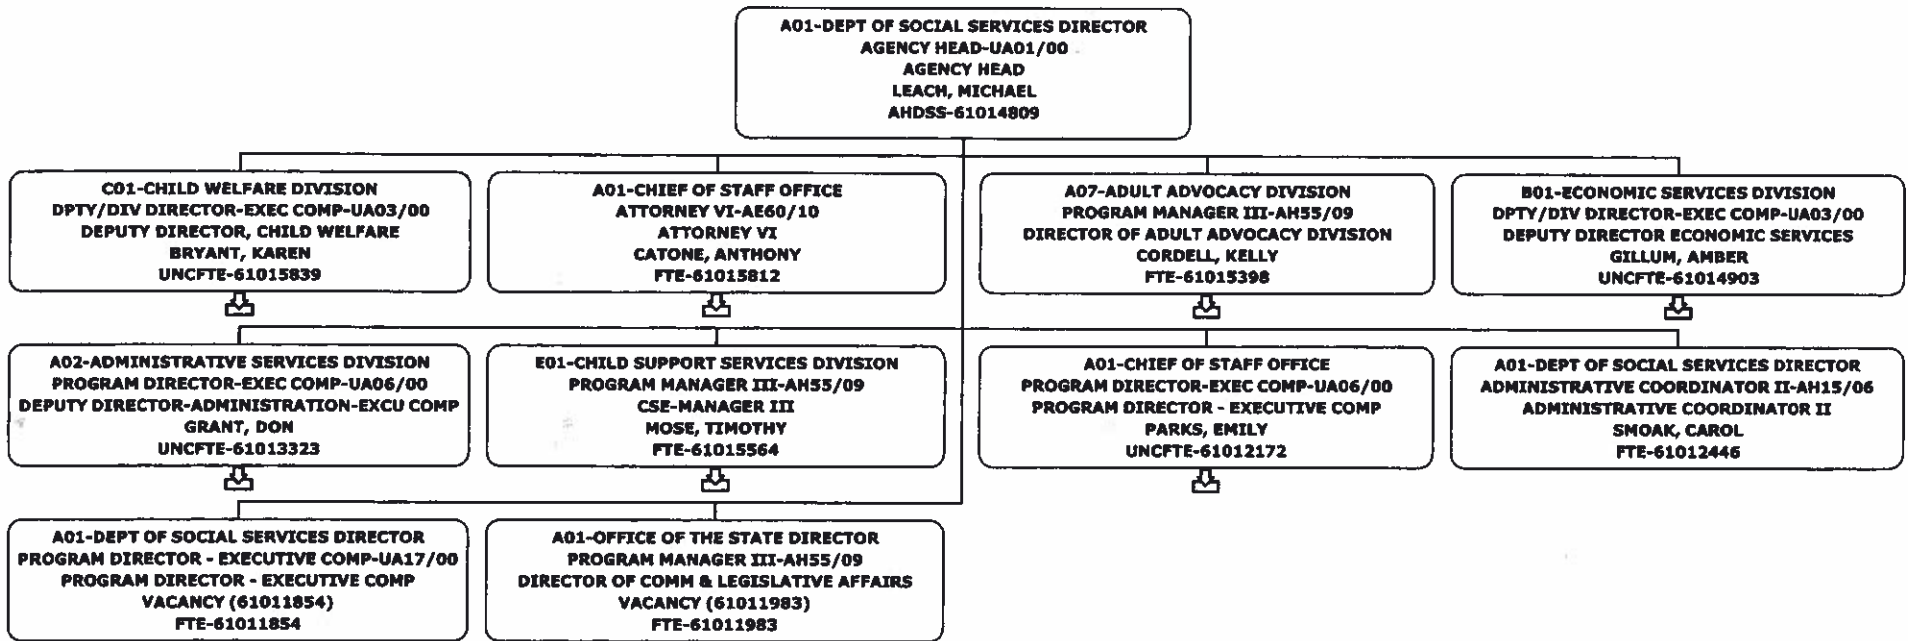 A01-DEPT OF SOCIAL SERVICES DIRECTOR
AGENCY HEAD-UA01/00
AGENCY HEAD
LEACH, MICHAEL
AHDSS-61014809
C01-CHILD WELFARE DIVISION
DPTY/DIV DIRECTOR-EXEC COMP-UA03/00
DEPUTY DIRECTOR, CHILD WELFARE
BRYANT, KAREN
UNCFTE-61015839
A01-CHIEF OF STAFF OFFICE
ATTORNEY VI-AE60/10
ATTORNEY VI
CATONE, ANTHONY
FTE-61015812
A07-ADULT ADVOCACY DIVISION
PROGRAM MANAGER III-AH55/09
DIRECTOR OF ADULT ADVOCACY DIVISION
CORDELL, KELLY
FTE-61015398
B01-ECONOMIC SERVICES DIVISION
DPTY/DIV DIRECTOR-EXEC COMP-UA03/00
DEPUTY DIRECTOR ECONOMIC SERVICES
GILLUM, AMBER
UNCFTE-61014903
A02-ADMINISTRATIVE SERVICES DIVISION
PROGRAM DIRECTOR-EXEC COMP-UA06/00
DEPUTY DIRECTOR-ADMINISTRATION-EXCU COMP
GRANT, DON
UNCFTE-61013323
E01-CHILD SUPPORT SERVICES DIVISION
PROGRAM MANAGER III-AH55/09
CSE-MANAGER III
MOSE, TIMOTHY
FTE-61015564
A01-CHIEF OF STAFF OFFICE
PROGRAM DIRECTOR-EXEC COMP-UA06/00
PROGRAM DIRECTOR - EXECUTIVE COMP
PARKS, EMILY
UNCFTE-61012172
A01-DEPT OF SOCIAL SERVICES DIRECTOR
ADMINISTRATIVE COORDINATOR II-AH15/06
ADMINISTRATIVE COORDINATOR II
SMOAK, CAROL
FTE-61012446
A01-DEPT OF SOCIAL SERVICES DIRECTOR
PROGRAM DIRECTOR - EXECUTIVE COMP-UA17/00
PROGRAM DIRECTOR - EXECUTIVE COMP
VACANCY (61011854)
FTE-61011854
A01-OFFICE OF THE STATE DIRECTOR
PROGRAM MANAGER III-AH55/09
DIRECTOR OF COMM & LEGISLATIVE AFFAIRS
VACANCY (61011983)
FTE-61011983